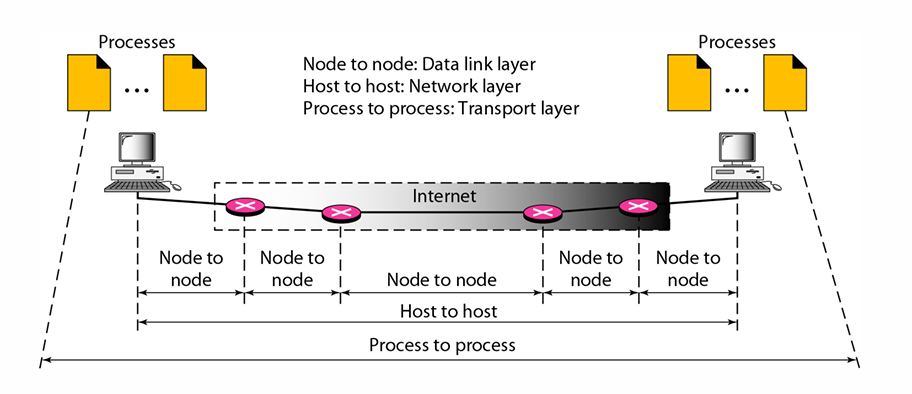 Processes
Processes
Node to node: Data link layer
Host to host: Network layer
Process to process: Transport layer
Internet
Node to
node
Node to
node
Node to node
Node to
node
Node to
node
Host to host
Process to process